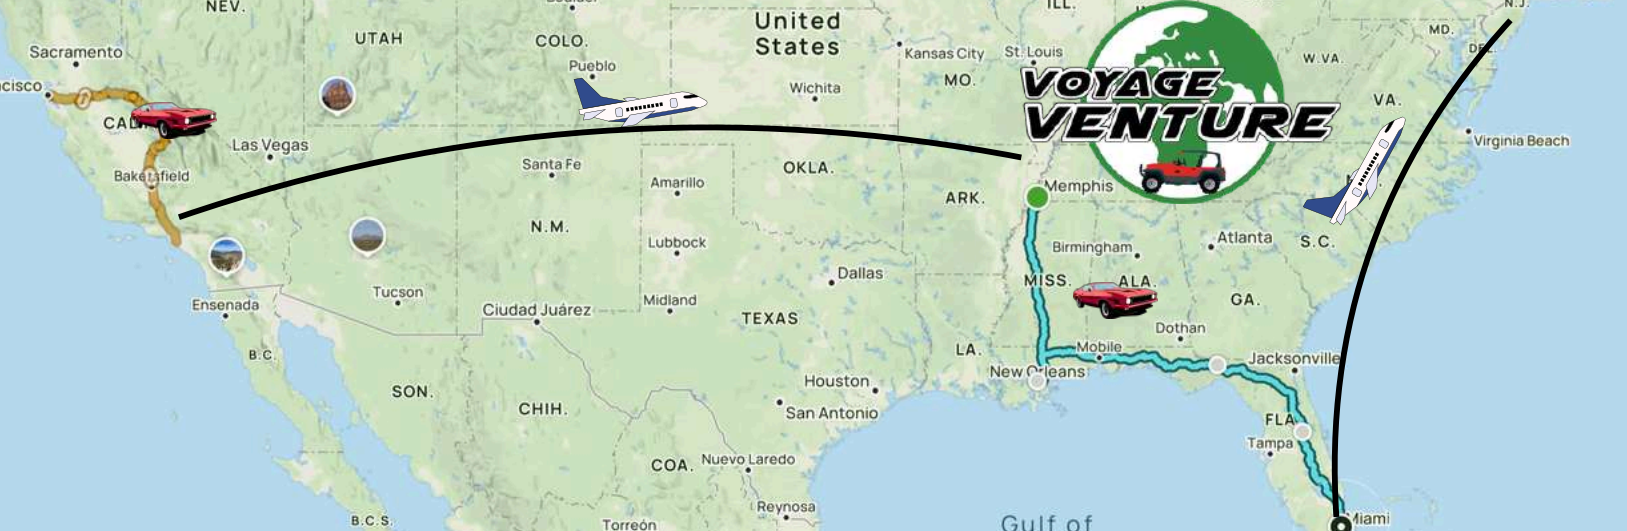 NEV.
ILL.
N.J.
UTAH
COLO.
United
States
MD.
Sacramento
Pueblo
Kansas City
St. Louis
W.VA.
cisco
Wichita
MO.
VOYAGE
VENTURE
VA.
Las Vegas
Virginia Beach
Bakersfield
Santa Fe
Amarillo
OKLA.
ARK.
Memphis
N.M.
Lubbock
Birmingham
Atlanta
S.C.
Dallas
Ensenada
Tucson
Ciudad Juárez
Midland
MISS.
ALA.
GA.
TEXAS
Dothan
B.C.
LA.
Mobile
Jacksonville
New Orleans
SON.
Houston
CHIH.
San Antonio
FLA
Tampa
COA.
Nuevo Laredo
B.C.S.
Torreón
Reynosa
Gulf of
Miami